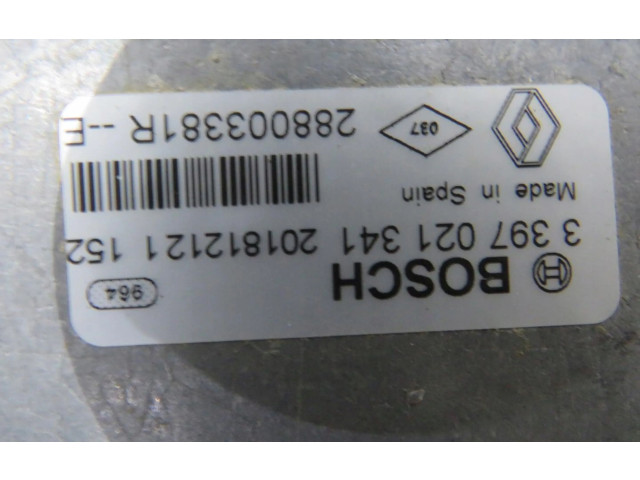 BOSCH 964
3 397 021 341 201812121 152
Made in Spain
037 288003381R --E